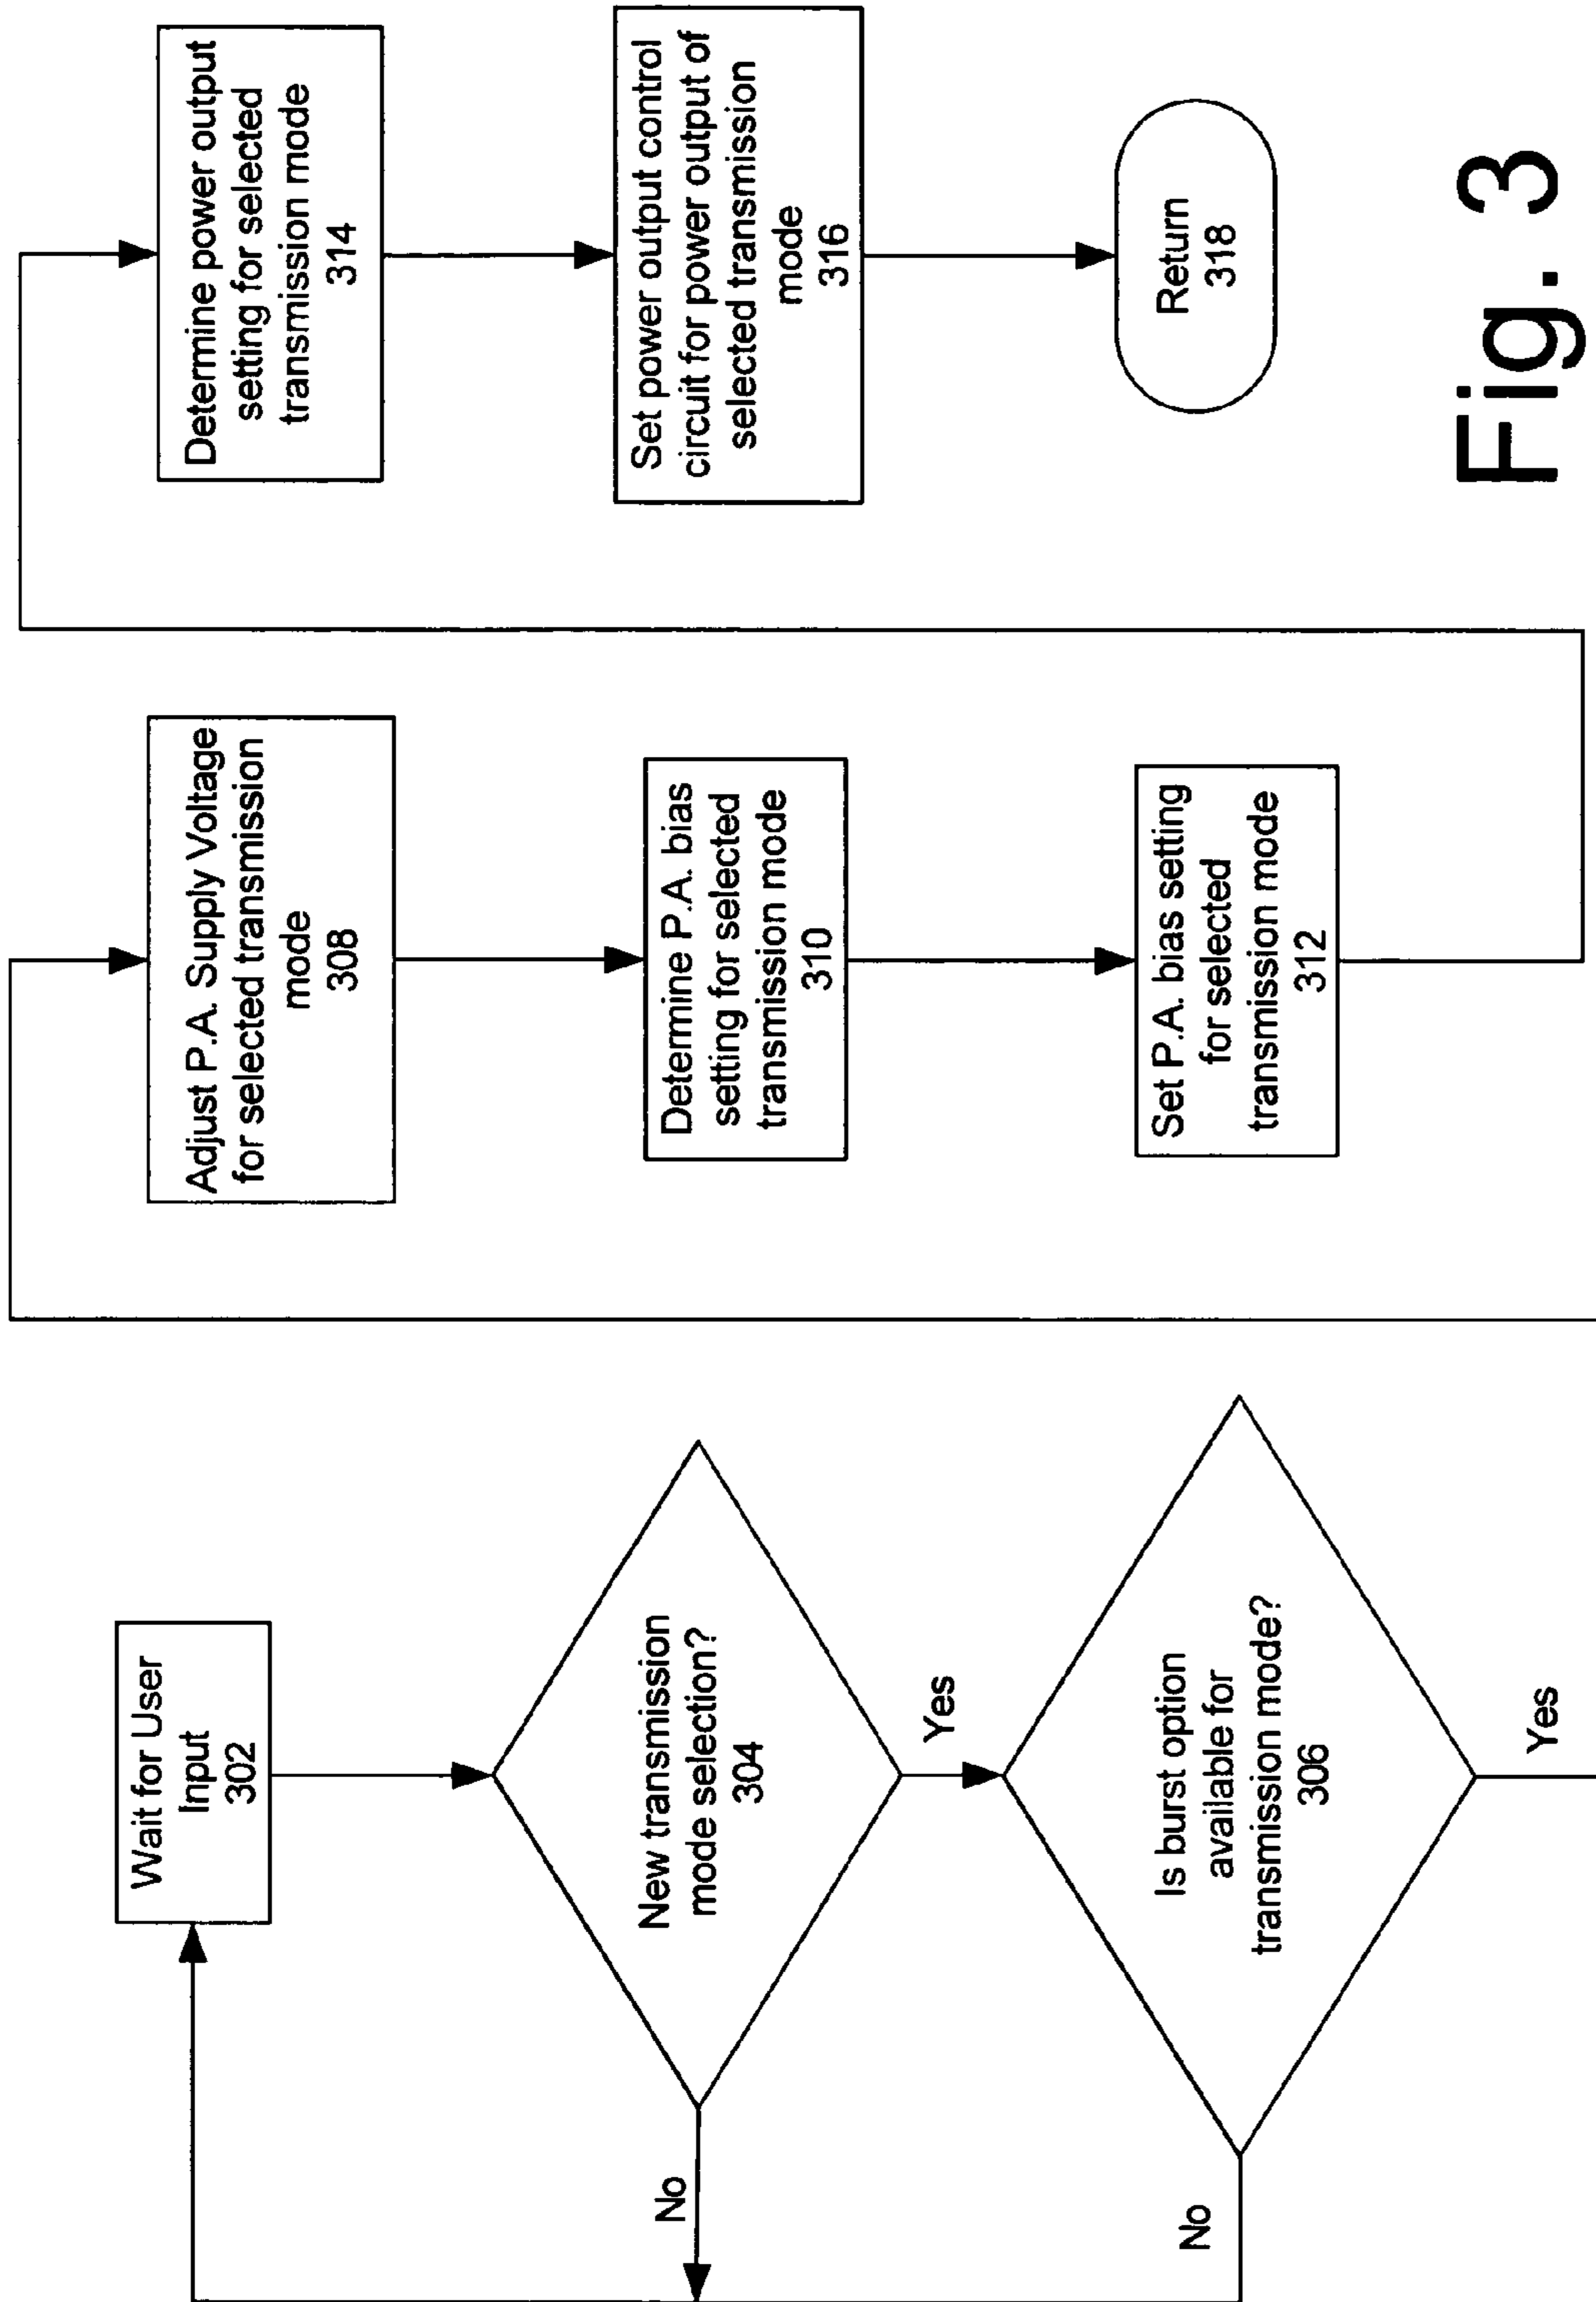 Wait for User
Input
302
New transmission
mode selection?
304
No
Yes
Is burst option
available for
transmission mode?
306
No
Yes
Adjust P.A. Supply Voltage
for selected transmission
mode
308
Determine P.A. bias
setting for selected
transmission mode
310
Set P.A. bias setting
for selected
transmission mode
312
Determine power output
setting for selected
transmission mode
314
Set power output control
circuit for power output of
selected transmission
mode
316
Return
318
Fig. 3